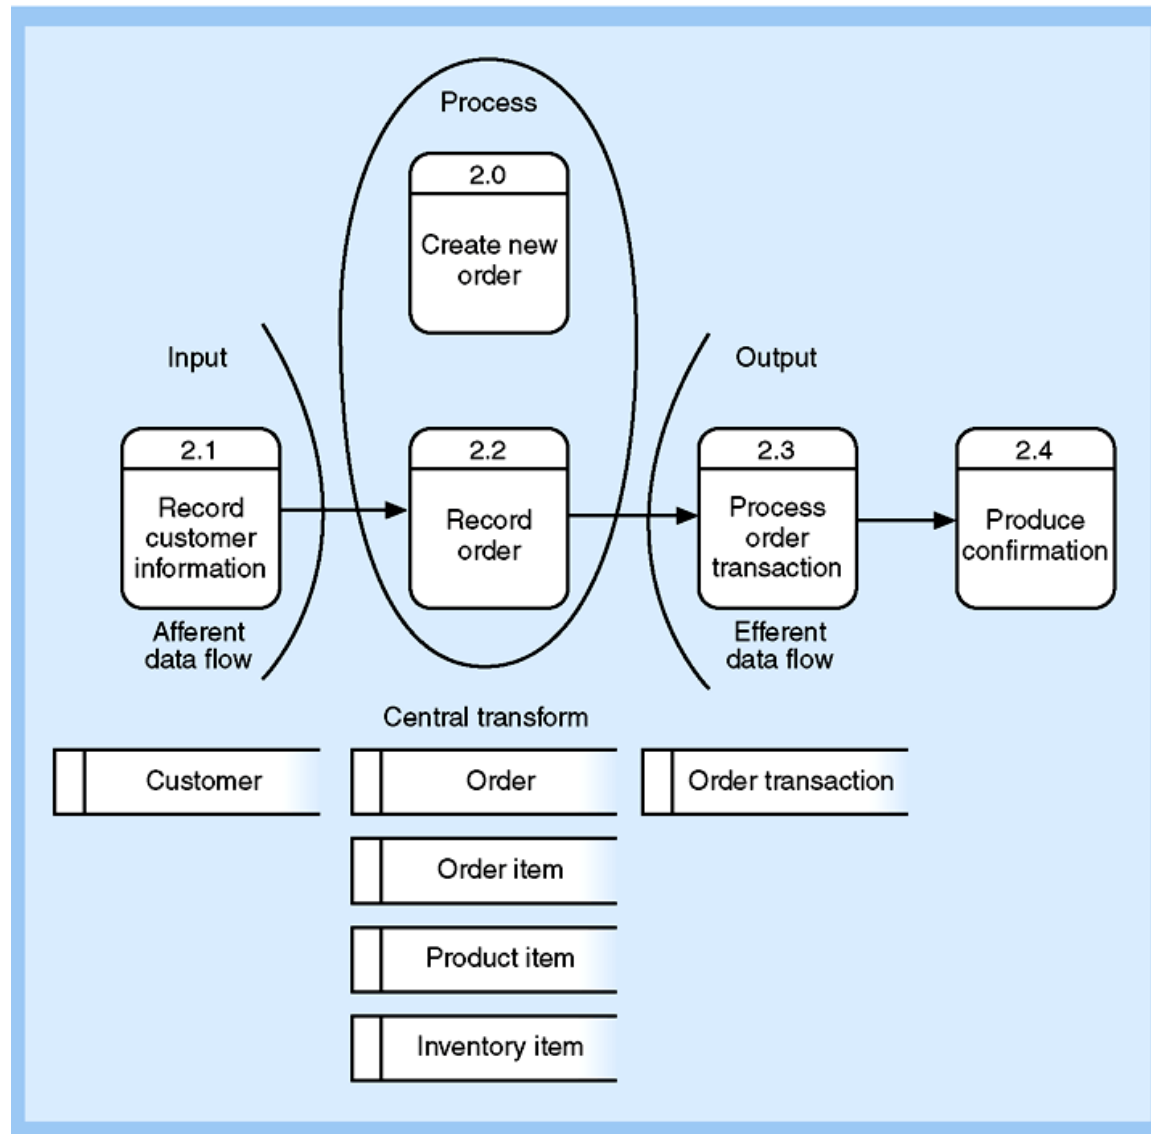 Process
2.0
Create new
order
Input
Output
2.1
Record
customer
information
2.2
Record
order
2.3
Process
order
transaction
2.4
Produce
confirmation
Afferent
data flow
Efferent
data flow
Central transform
Customer
Order
Order transaction
Order item
Product item
Inventory item